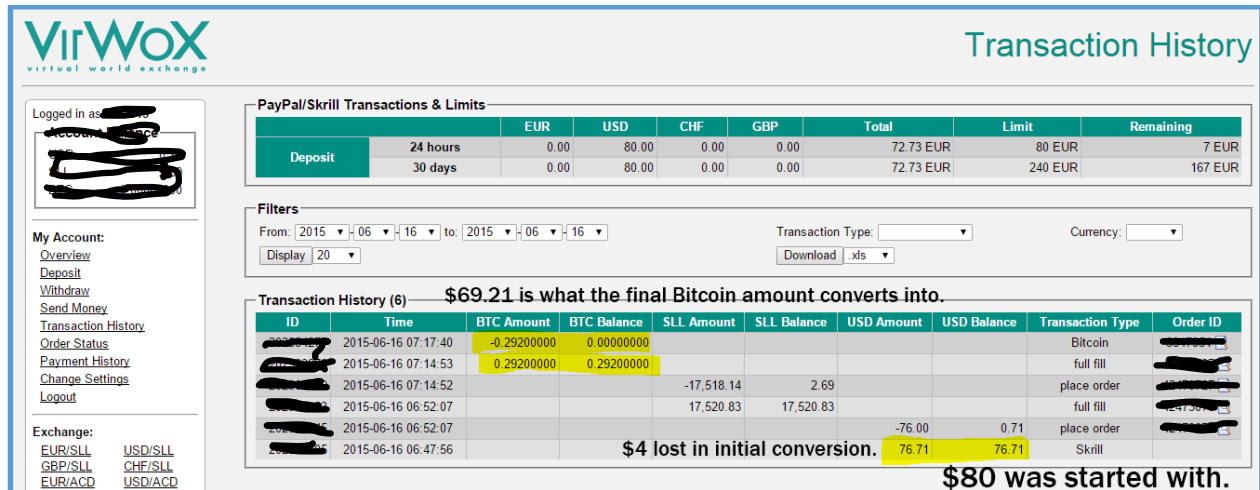 VirWoX
virtual world exchange
Transaction History
Logged in as
USD
My Account:
Overview
Deposit
Withdraw
Send Money
Transaction History
Order Status
Payment History
Change Settings
Logout
Exchange:
EUR/SLL USD/SLL
GBP/SLL CHF/SLL
EUR/ACD USD/ACD
PayPal/Skrill Transactions & Limits
EUR USD CHF GBP Total Limit Remaining
Deposit
24 hours 0.00 80.00 0.00 0.00 72.73 EUR 80 EUR 7 EUR
30 days 0.00 80.00 0.00 0.00 72.73 EUR 240 EUR 167 EUR
Filters
From: 2015 - 06 - 16 to: 2015 - 06 - 16 Transaction Type: Currency:
Display 20 Download .xls
Transaction History (6) $69.21 is what the final Bitcoin amount converts into.
ID Time BTC Amount BTC Balance SLL Amount SLL Balance USD Amount USD Balance Transaction Type Order ID
2015-06-16 07:17:40 -0.29200000 0.00000000 Bitcoin
2015-06-16 07:14:53 0.29200000 0.29200000 full fill
2015-06-16 07:14:52 -17,518.14 2.69 place order
2015-06-16 06:52:07 17,520.83 17,520.83 full fill
2015-06-16 06:52:07 -76.00 0.71 place order
2015-06-16 06:47:56 $4 lost in initial conversion. 76.71 76.71 Skrill
$80 was started with.